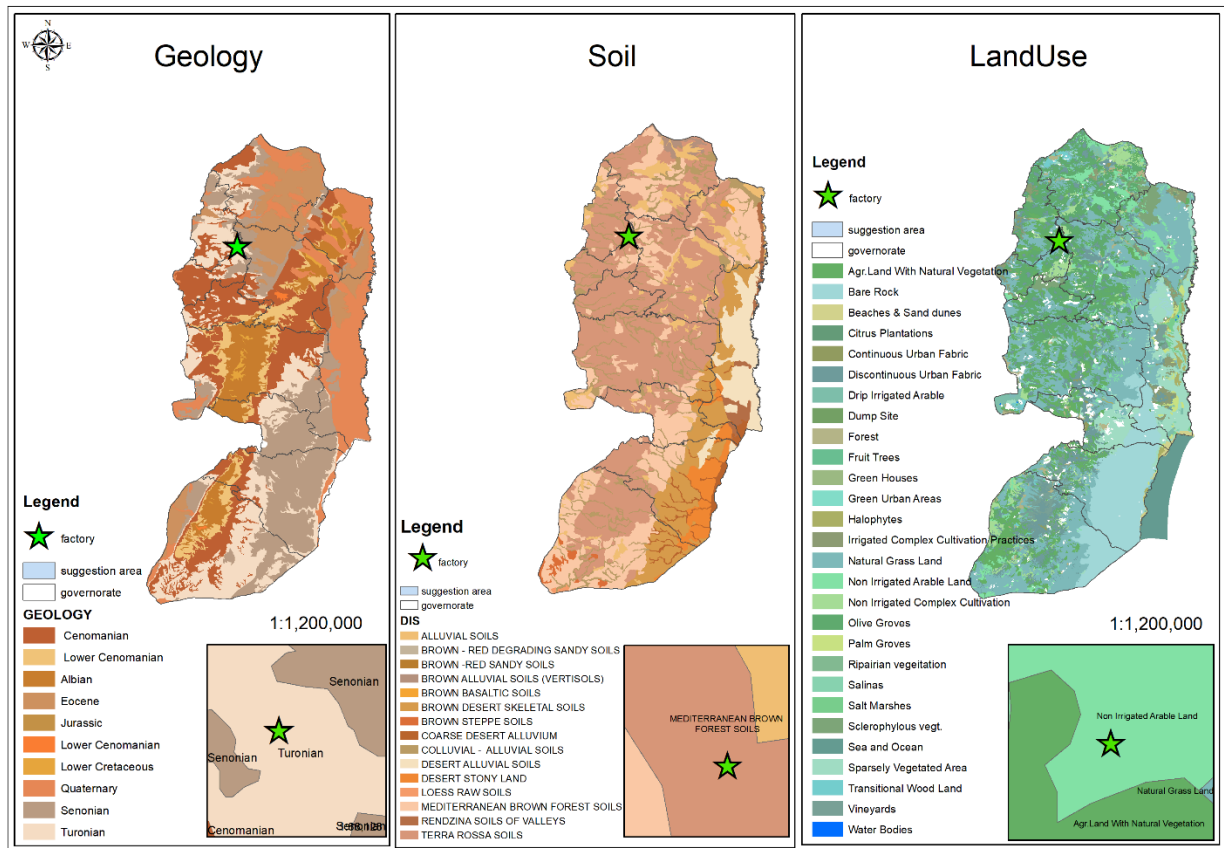 N
W E
S
Geology
Legend
factory
suggestion area
governorate
GEOLOGY
Cenomanian
Lower Cenomanian
Albian
Eocene
Jurassic
Lower Cenomanian
Lower Cretaceous
Quaternary
Senonian
Turonian
1:1,200,000
Senonian
Turonian
Senonian
Cenomanian
Senonian
Soil
Legend
factory
suggestion area
governorate
DIS
ALLUVIAL SOILS
BROWN - RED DEGRADING SANDY SOILS
BROWN -RED SANDY SOILS
BROWN ALLUVIAL SOILS (VERTISOLS)
BROWN BASALTIC SOILS
BROWN DESERT SKELETAL SOILS
BROWN STEPPE SOILS
COARSE DESERT ALLUVIUM
COLLUVIAL - ALLUVIAL SOILS
DESERT ALLUVIAL SOILS
DESERT STONY LAND
LOESS RAW SOILS
MEDITERRANEAN BROWN FOREST SOILS
RENDZINA SOILS OF VALLEYS
TERRA ROSSA SOILS
MEDITERRANEAN BROWN
FOREST SOILS
LandUse
Legend
factory
suggestion area
governorate
Agr.Land With Natural Vegetation
Bare Rock
Beaches & Sand dunes
Citrus Plantations
Continuous Urban Fabric
Discontinuous Urban Fabric
Drip Irrigated Arable
Dump Site
Forest
Fruit Trees
Green Houses
Green Urban Areas
Halophytes
Irrigated Complex Cultivation Practices
Natural Grass Land
Non Irrigated Arable Land
Non Irrigated Complex Cultivation
Olive Groves
Palm Groves
Ripairian vegeitation
Salinas
Salt Marshes
Sclerophylous vegt.
Sea and Ocean
Sparsely Vegetated Area
Transitional Wood Land
Vineyards
Water Bodies
1:1,200,000
Non Irrigated Arable Land
Natural Grass Land
Agr.Land With Natural Vegetation